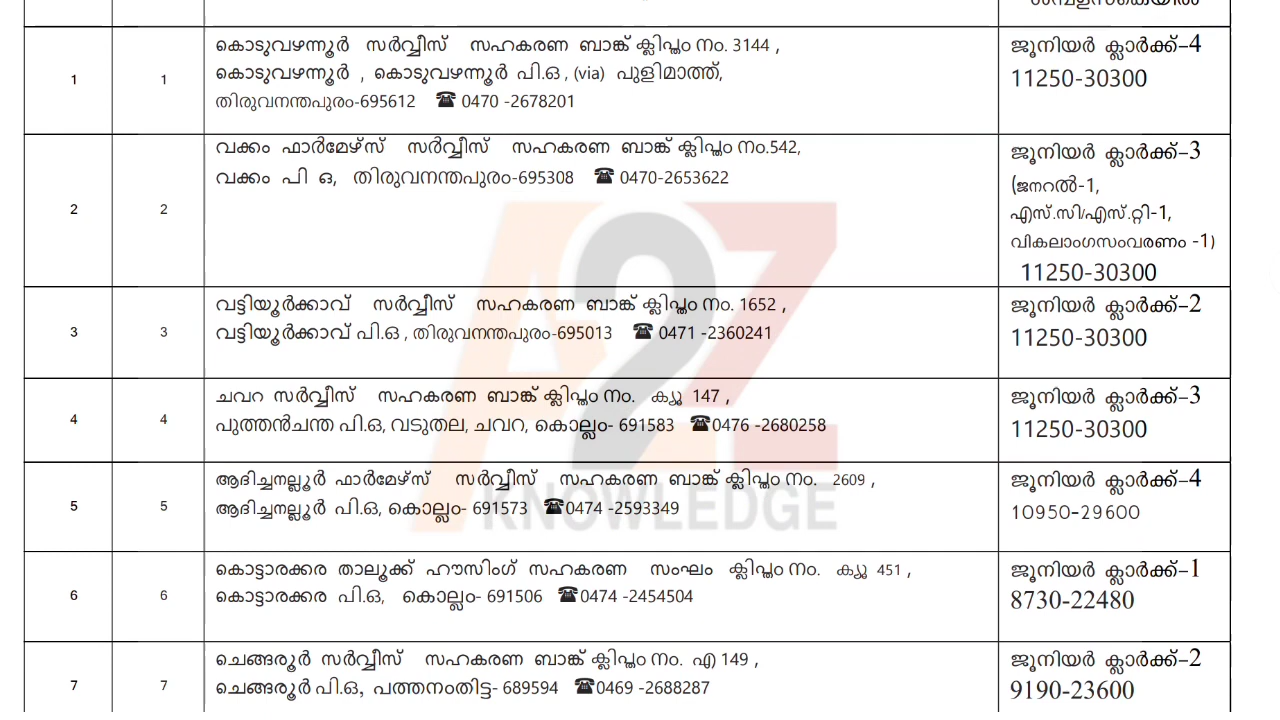 1 1 കൊടുവഴന്നൂർ സർവ്വീസ് സഹകരണ ബാങ്ക് ക്ലിപ്തം നം. 3144 , ജൂനിയർ ക്ലാർക്ക്-4
കൊടുവഴന്നൂർ , കൊടുവഴന്നൂർ പി.ഒ , (via) പുളിമാത്ത്, 11250-30300
തിരുവനന്തപുരം-695612 ☎ 0470 -2678201
2 2 വക്കം ഫാർമേഴ്സ് സർവ്വീസ് സഹകരണ ബാങ്ക് ക്ലിപ്തം നം.542, ജൂനിയർ ക്ലാർക്ക്-3
വക്കം പി ഒ, തിരുവനന്തപുരം-695308 ☎ 0470-2653622 (ജനറൽ-1,
എസ്.സി/എസ്.റ്റി-1,
വികലാംഗസംവരണം -1)
11250-30300
3 3 വട്ടിയൂർക്കാവ് സർവ്വീസ് സഹകരണ ബാങ്ക് ക്ലിപ്തം നം. 1652 , ജൂനിയർ ക്ലാർക്ക്-2
വട്ടിയൂർക്കാവ് പി.ഒ , തിരുവനന്തപുരം-695013 ☎ 0471 -2360241 11250-30300
4 4 ചവറ സർവ്വീസ് സഹകരണ ബാങ്ക് ക്ലിപ്തം നം. ക്യൂ 147 , ജൂനിയർ ക്ലാർക്ക്-3
പുത്തൻചന്ത പി.ഒ, വടുതല, ചവറ, കൊല്ലം- 691583 ☎0476 -2680258 11250-30300
5 5 ആദിച്ചനല്ലൂർ ഫാർമേഴ്സ് സർവ്വീസ് സഹകരണ ബാങ്ക് ക്ലിപ്തം നം. 2609 , ജൂനിയർ ക്ലാർക്ക്-4
ആദിച്ചനല്ലൂർ പി.ഒ, കൊല്ലം- 691573 ☎0474 -2593349 10950-29600
6 6 കൊട്ടാരക്കര താലൂക്ക് ഹൗസിംഗ് സഹകരണ സംഘം ക്ലിപ്തം നം. ക്യൂ 451 , ജൂനിയർ ക്ലാർക്ക്-1
കൊട്ടാരക്കര പി.ഒ, കൊല്ലം- 691506 ☎0474 -2454504 8730-22480
7 7 ചെങ്ങരൂർ സർവ്വീസ് സഹകരണ ബാങ്ക് ക്ലിപ്തം നം. എ 149 , ജൂനിയർ ക്ലാർക്ക്-2
ചെങ്ങരൂർ പി.ഒ, പത്തനംതിട്ട- 689594 ☎0469 -2688287 9190-23600
A2Z
KNOWLEDGE